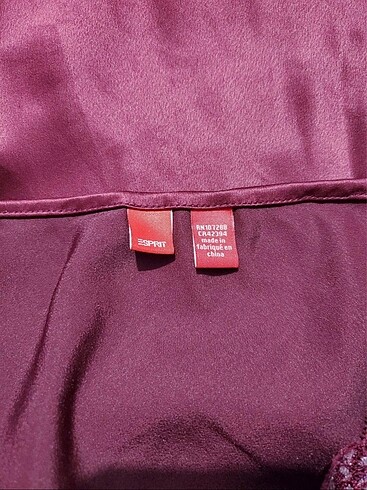 ESPRIT
RN107288
CA42394
made in
fabriqué en
china